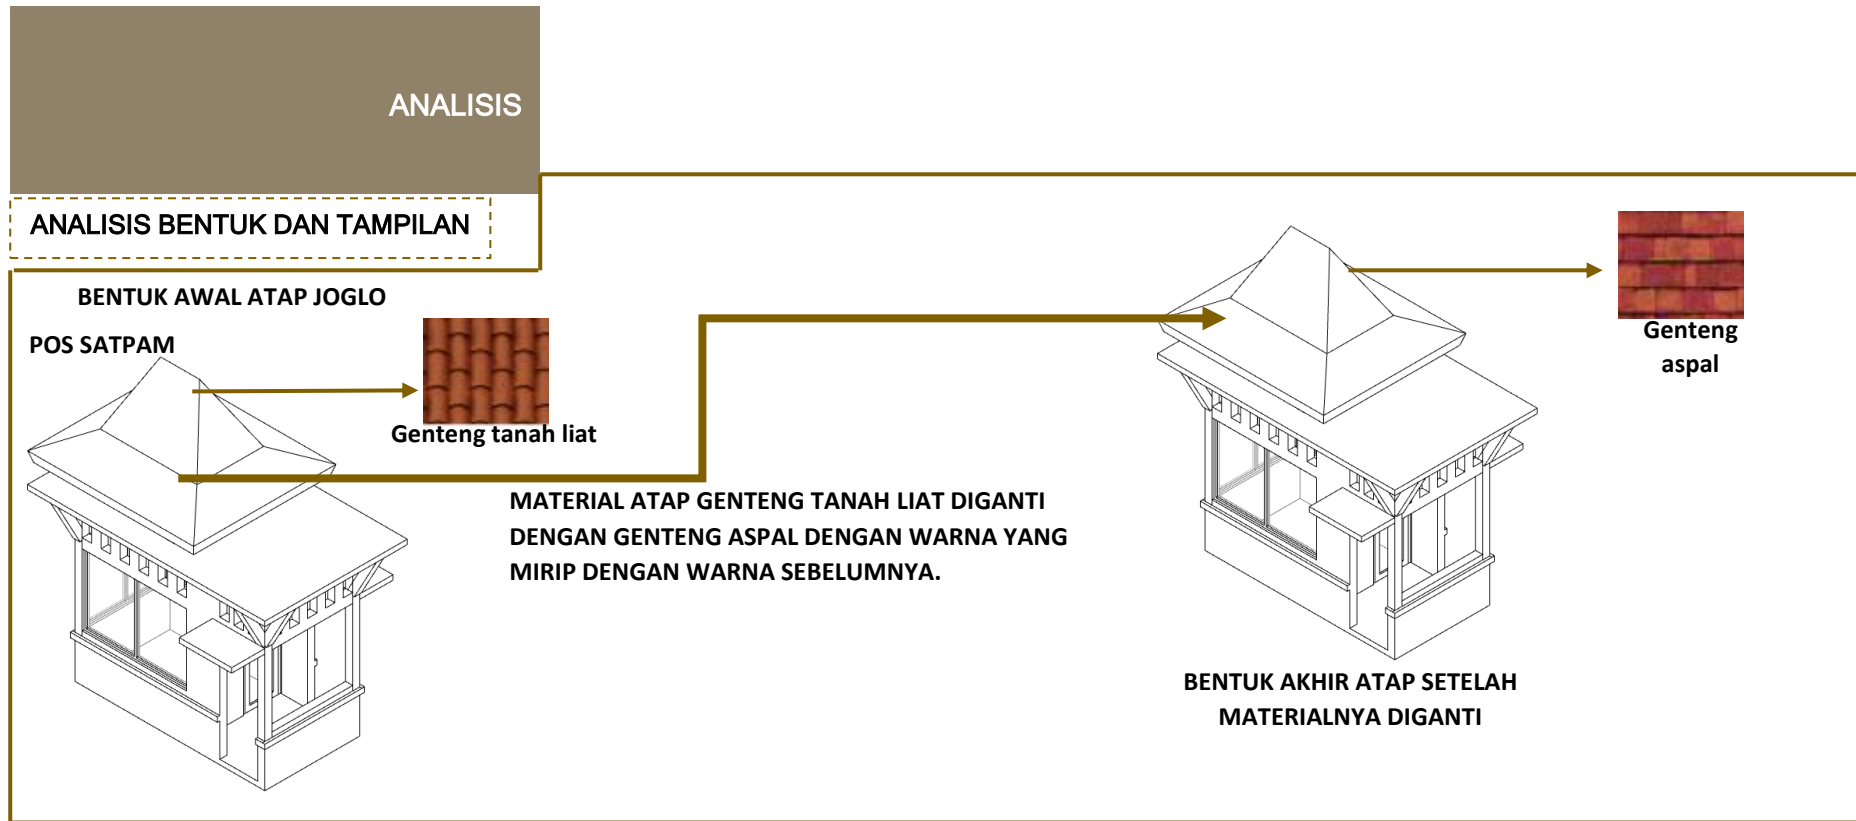 ANALISIS
ANALISIS BENTUK DAN TAMPILAN
BENTUK AWAL ATAP JOGLO
POS SATPAM
Genteng tanah liat
MATERIAL ATAP GENTENG TANAH LIAT DIGANTI
DENGAN GENTENG ASPAL DENGAN WARNA YANG
MIRIP DENGAN WARNA SEBELUMNYA.
Genteng
aspal
BENTUK AKHIR ATAP SETELAH
MATERIALNYA DIGANTI